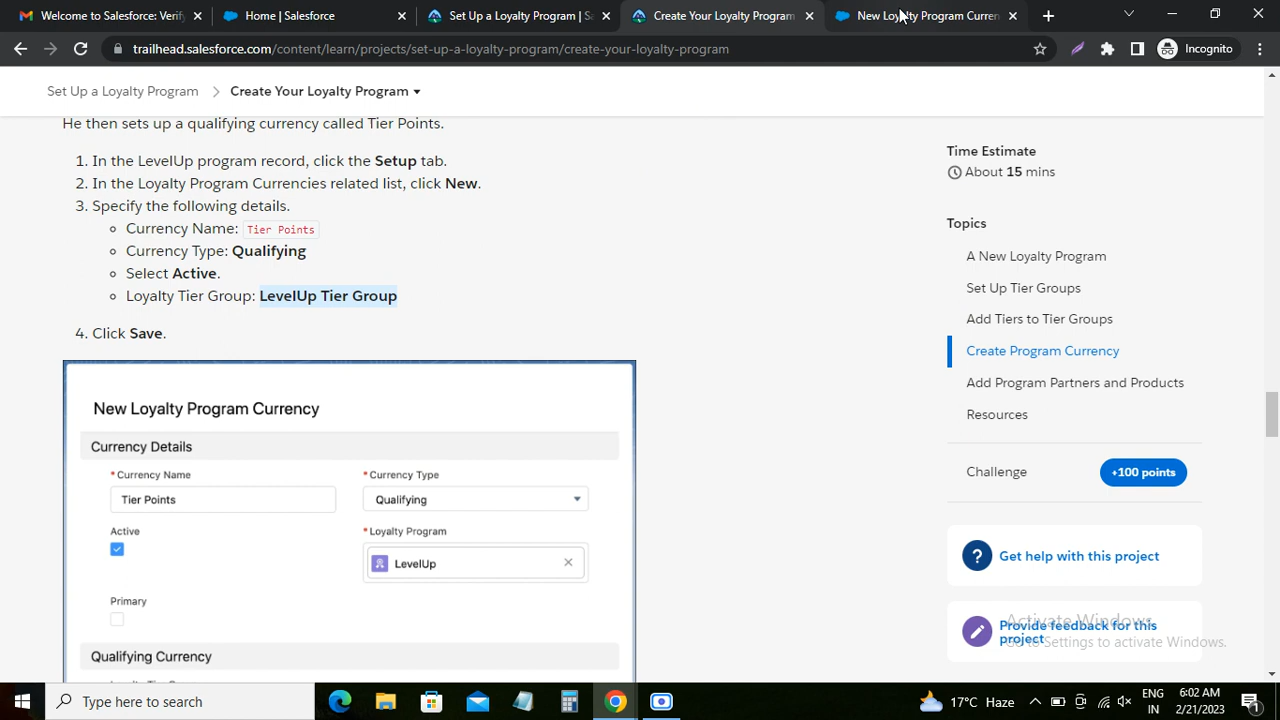 Welcome to Salesforce: Verify
Home | Salesforce
Set Up a Loyalty Program | Sa
Create Your Loyalty Program
New Loyalty Program Curren
trailhead.salesforce.com/content/learn/projects/set-up-a-loyalty-program/create-your-loyalty-program
Incognito
Set Up a Loyalty Program
Create Your Loyalty Program
He then sets up a qualifying currency called Tier Points.
1. In the LevelUp program record, click the Setup tab.
2. In the Loyalty Program Currencies related list, click New.
3. Specify the following details.
Currency Name: Tier Points
Currency Type: Qualifying
Select Active.
Loyalty Tier Group: LevelUp Tier Group
4. Click Save.
New Loyalty Program Currency
Currency Details
* Currency Name
* Currency Type
Tier Points
Qualifying
Active
* Loyalty Program
LevelUp
Primary
Qualifying Currency
Time Estimate
About 15 mins
Topics
A New Loyalty Program
Set Up Tier Groups
Add Tiers to Tier Groups
Create Program Currency
Add Program Partners and Products
Resources
Challenge
+100 points
Get help with this project
Provide feedback for this
project
Activate Windows
Go to Settings to activate Windows.
Type here to search
17°C Haze
ENG
IN
6:02 AM
2/21/2023
1